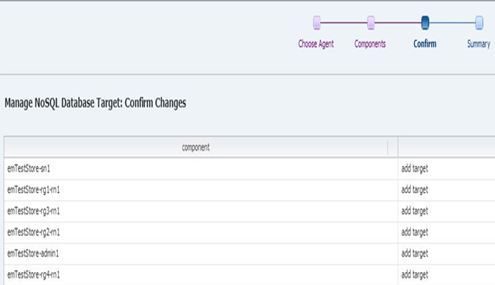 Choose Agent Components Confirm Summary
Manage NoSQL Database Target: Confirm Changes
component
emTestStore-sn1 add target
emTestStore-rg1-rn1 add target
emTestStore-rg3-rn1 add target
emTestStore-rg2-rn1 add target
emTestStore-admin1 add target
emTestStore-rg4-rn1 add target